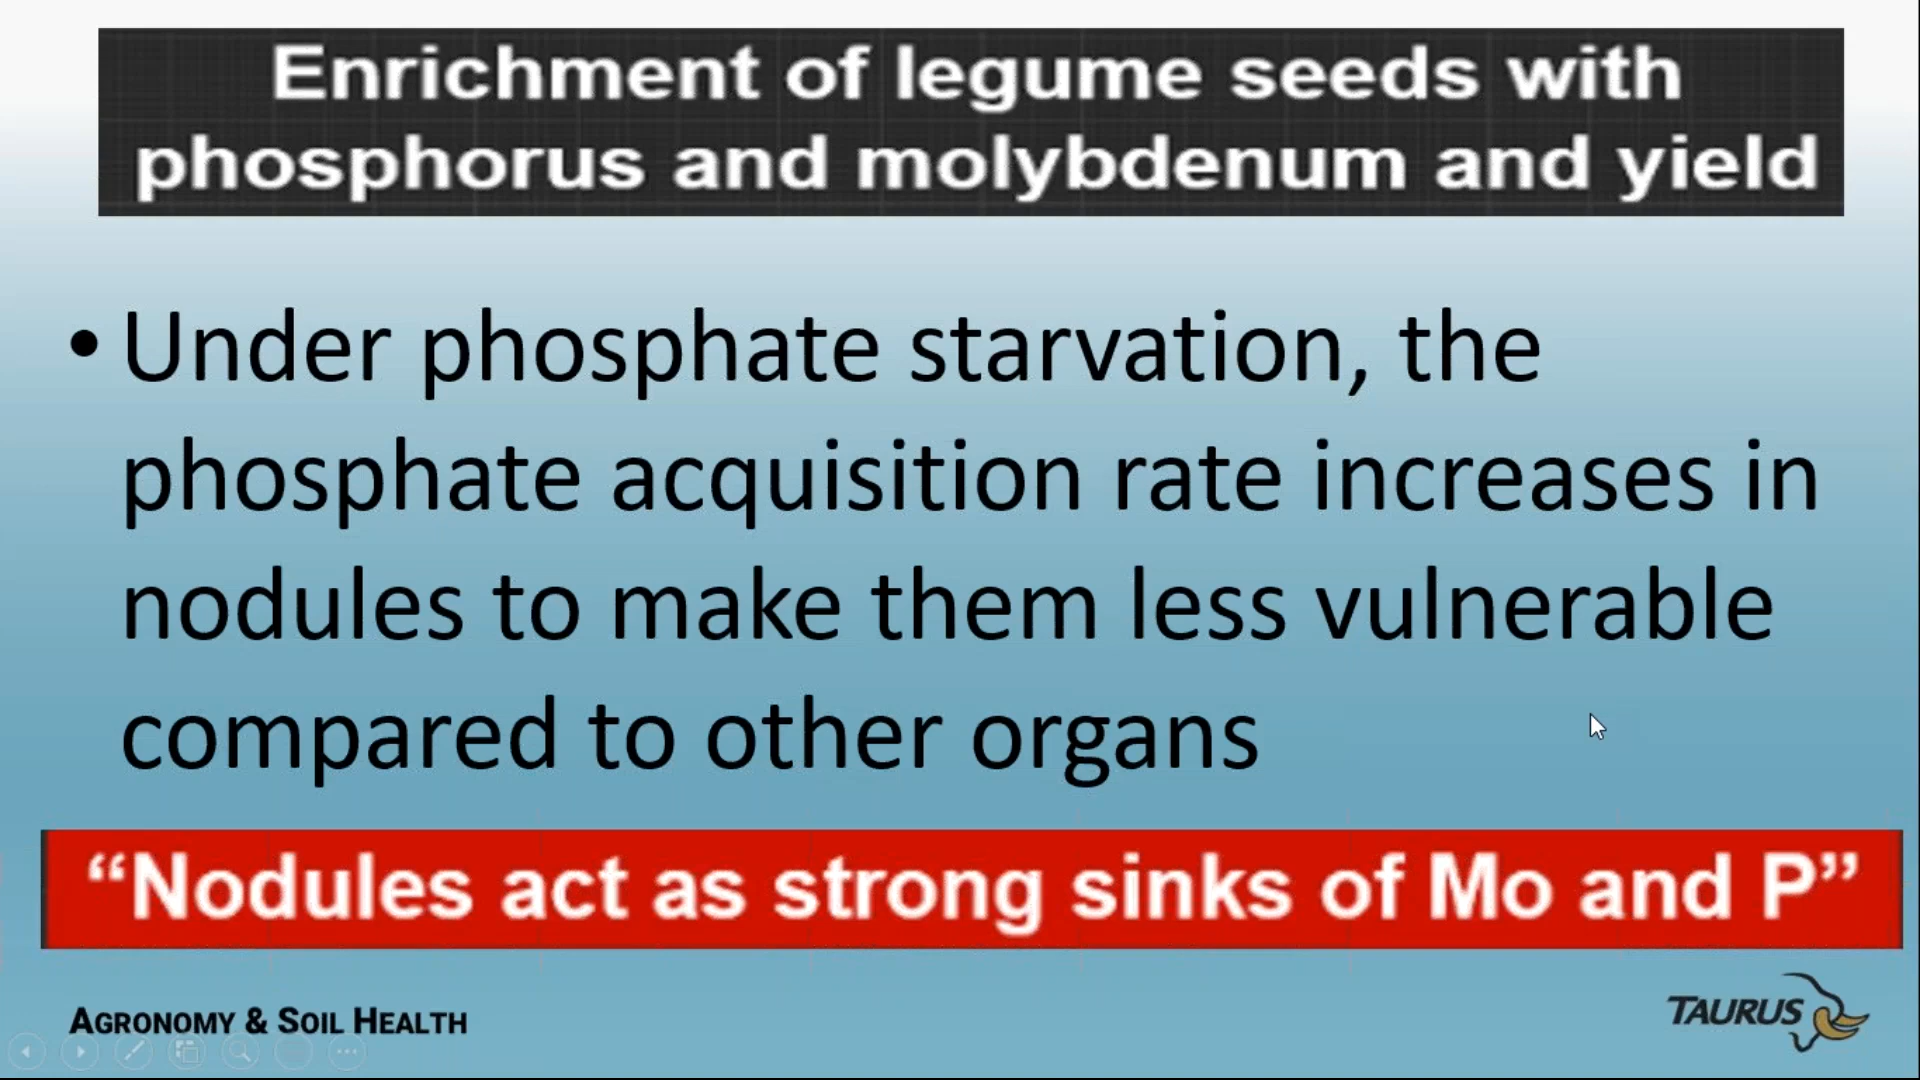 Enrichment of legume seeds with
phosphorus and molybdenum and yield
• Under phosphate starvation, the
phosphate acquisition rate increases in
nodules to make them less vulnerable
compared to other organs
“Nodules act as strong sinks of Mo and P”
AGRONOMY & SOIL HEALTH
TAURUS